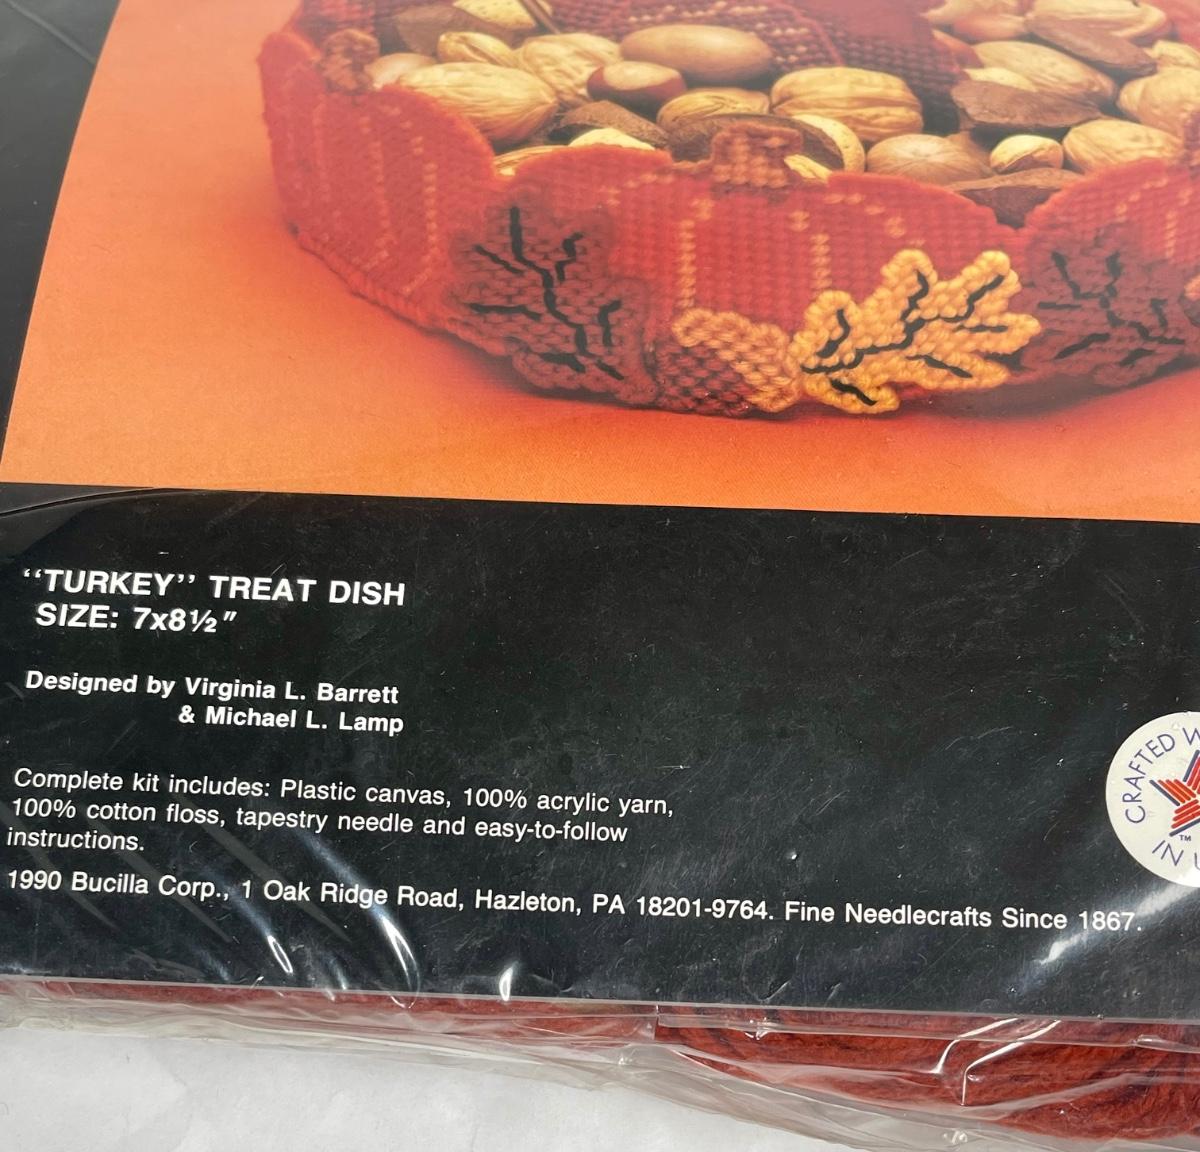 “TURKEY” TREAT DISH
SIZE: 7x8½”
Designed by Virginia L. Barrett
& Michael L. Lamp
Complete kit includes: Plastic canvas, 100% acrylic yarn,
100% cotton floss, tapestry needle and easy-to-follow
instructions.
1990 Bucilla Corp., 1 Oak Ridge Road, Hazleton, PA 18201-9764. Fine Needlecrafts Since 1867.
CRAFTED W
TM
IN U